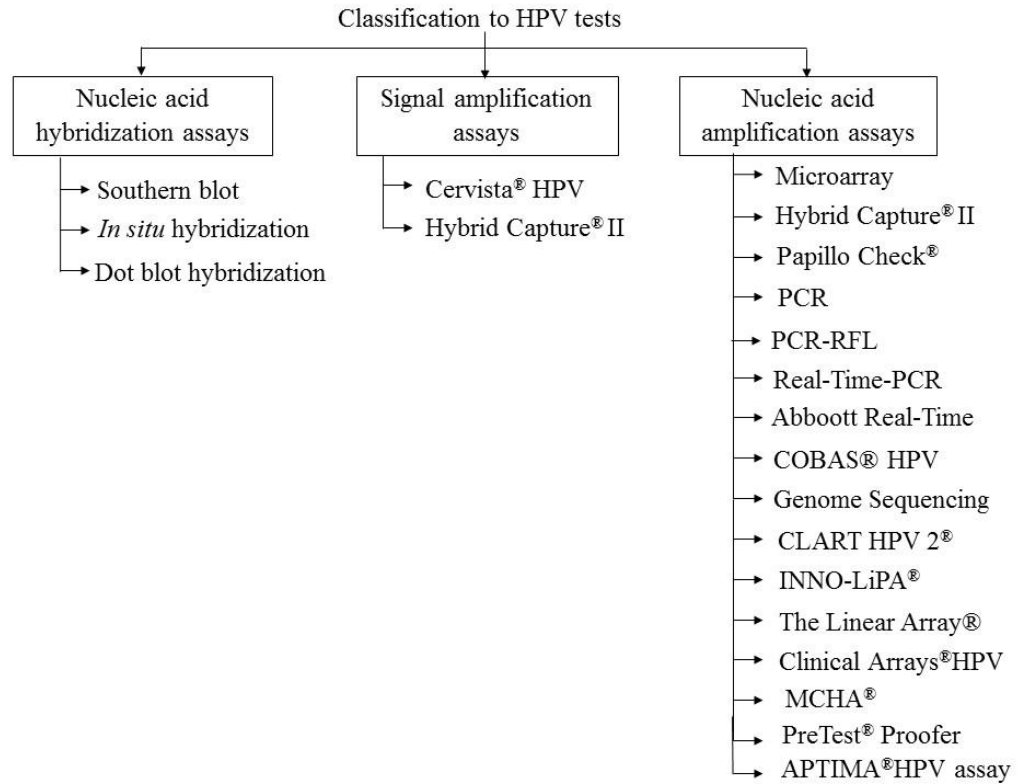 Classification to HPV tests
Nucleic acid
hybridization assays
Southern blot
In situ hybridization
Dot blot hybridization
Signal amplification
assays
Cervista® HPV
Hybrid Capture® II
Nucleic acid
amplification assays
Microarray
Hybrid Capture® II
Papillo Check®
PCR
PCR-RFL
Real-Time-PCR
Abboott Real-Time
COBAS® HPV
Genome Sequencing
CLART HPV 2®
INNO-LiPA®
The Linear Array®
Clinical Arrays®HPV
MCHA®
PreTest® Proofer
APTIMA®HPV assay